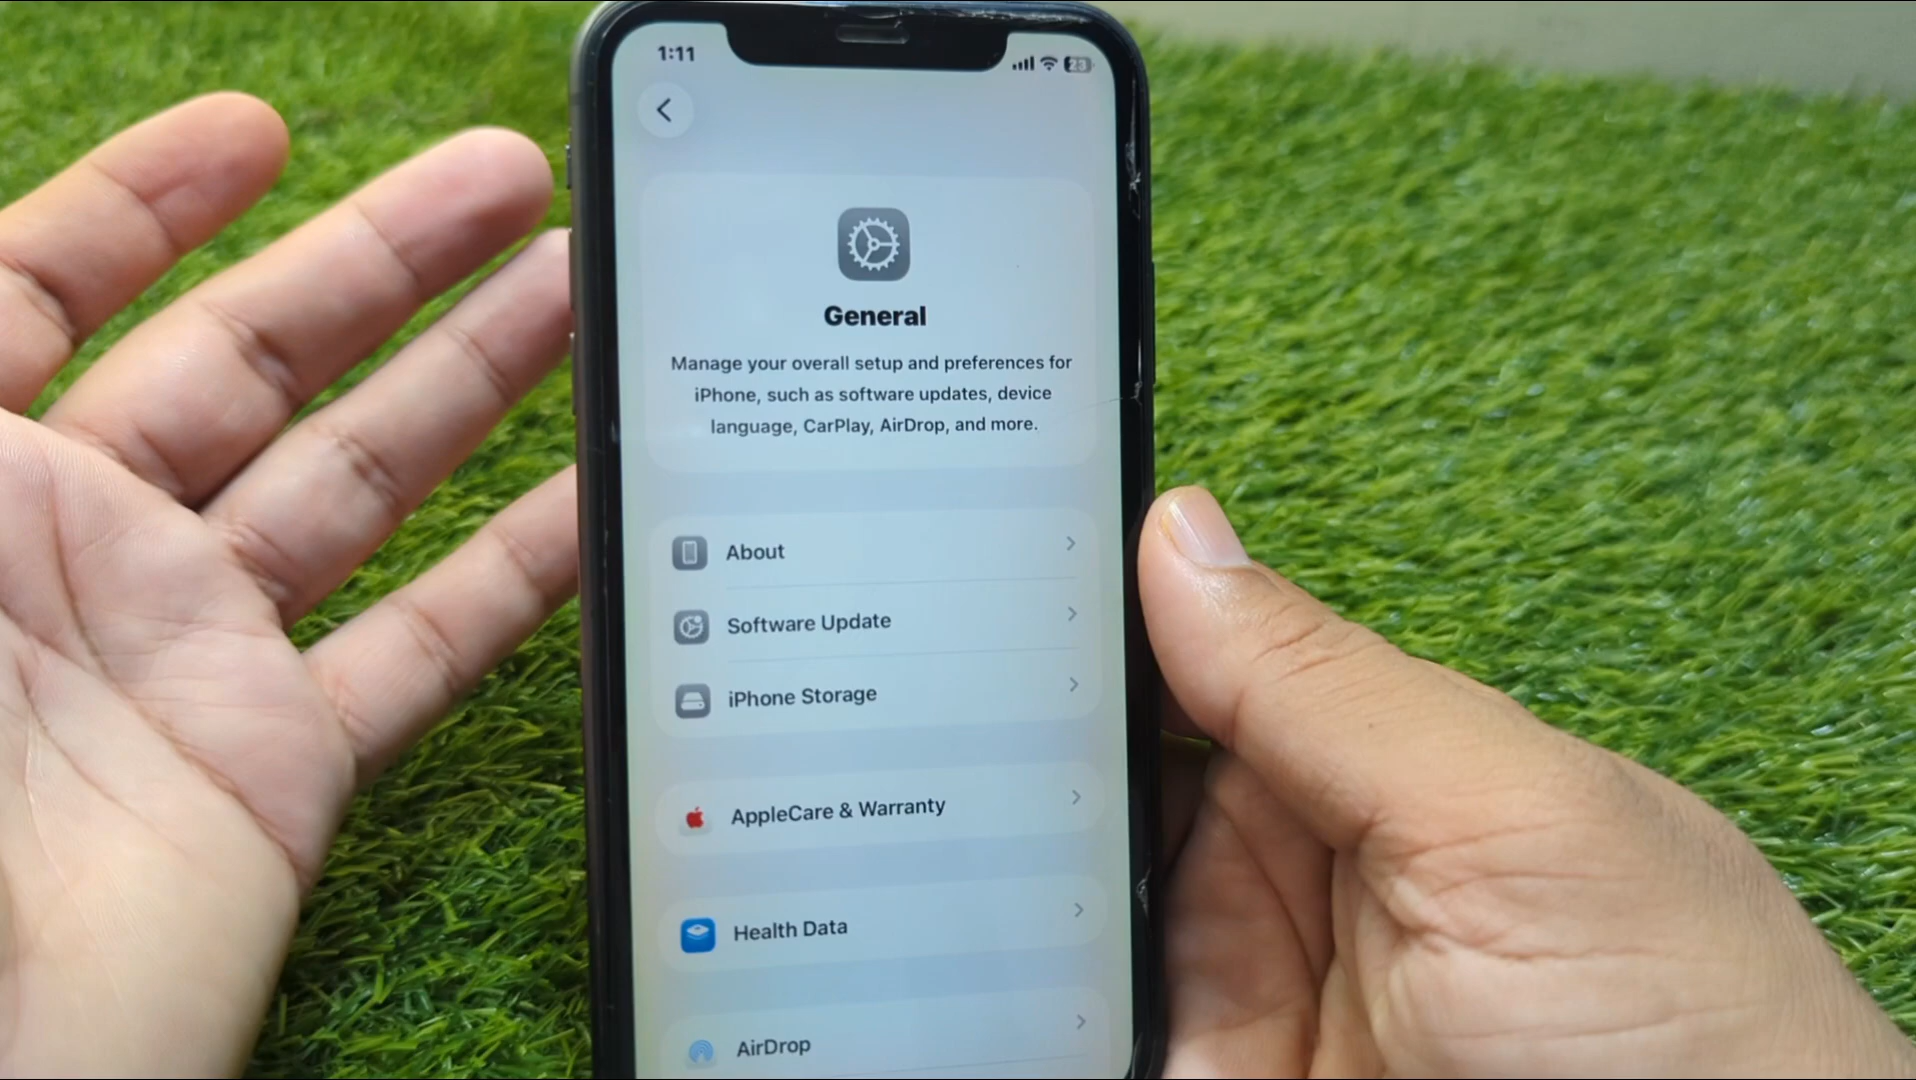 1:11
23
General
Manage your overall setup and preferences for
iPhone, such as software updates, device
language, CarPlay, AirDrop, and more.
About
Software Update
iPhone Storage
AppleCare & Warranty
Health Data
AirDrop